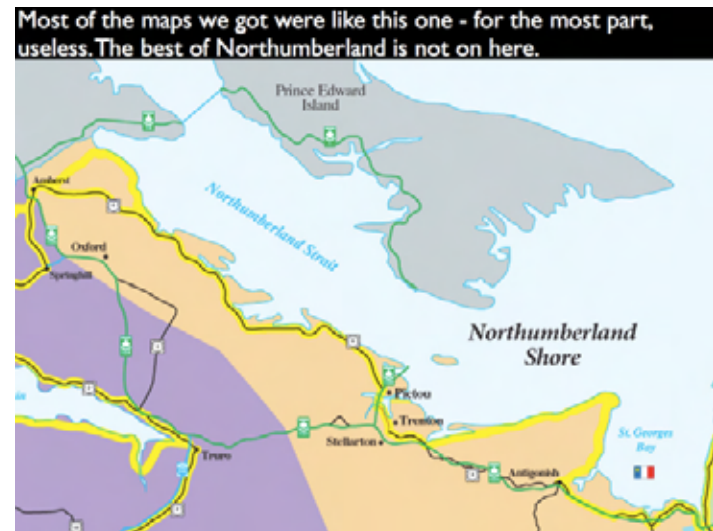 Most of the maps we got were like this one - for the most part,
useless. The best of Northumberland is not on here.
Prince Edward
Island
Amherst
Northumberland Strait
Oxford
Springhill
Northumberland
Shore
Pictou
Trenton
Stellarton
St. Georges
Bay
Truro
Antigonish